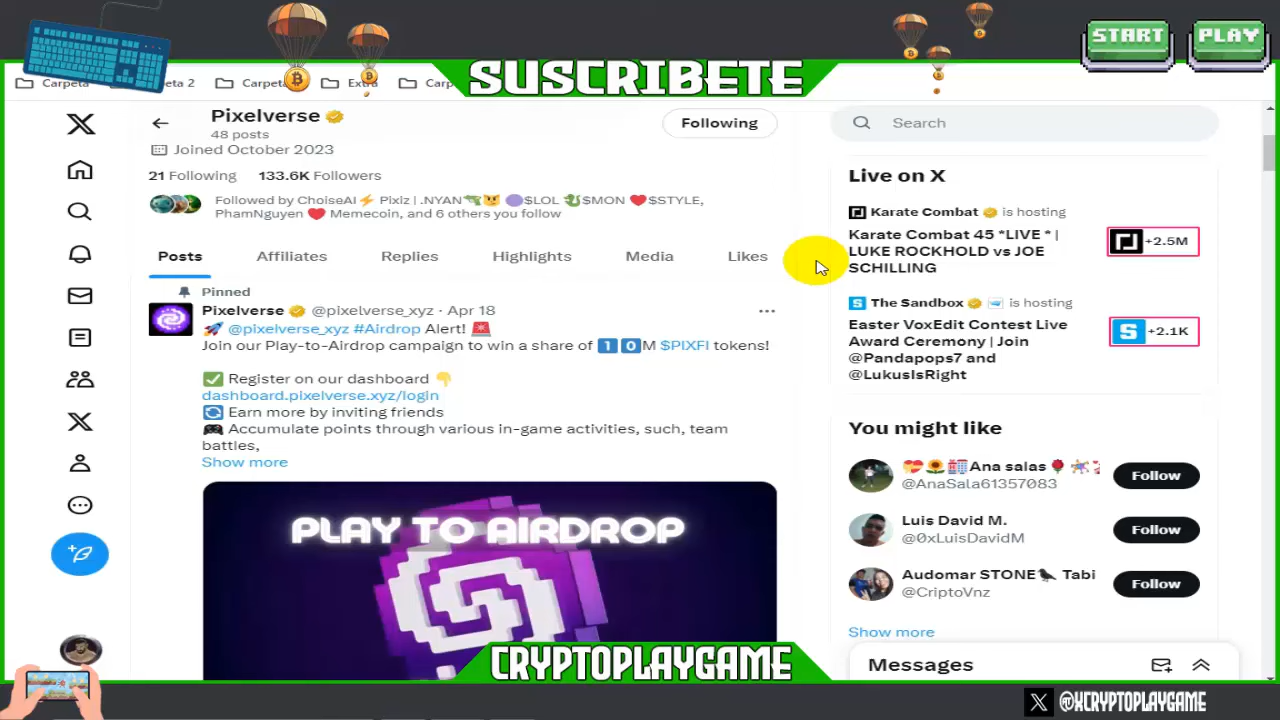 START
PLAY
SUSCRIBETE
Carpeta
a 2
Carpeta
Extra
Carp
Pixelverse
48 posts
Following
Search
Joined October 2023
21 Following 133.6K Followers
Followed by ChoiseAI⚡ Pixiz | .NYAN🔫😼 🟣$LOL 🐉$MON ❤️$STYLE,
PhamNguyen ❤️ Memecoin, and 6 others you follow
Posts Affiliates Replies Highlights Media Likes
Pinned
Pixelverse @pixelverse_xyz · Apr 18
🚀 @pixelverse_xyz #Airdrop Alert! 🚨
Join our Play-to-Airdrop campaign to win a share of 1️⃣0️⃣M $PIXFI tokens!
✅ Register on our dashboard 👇
dashboard.pixelverse.xyz/login
🔄 Earn more by inviting friends
🎮 Accumulate points through various in-game activities, such, team
battles,
Show more
PLAY TO AIRDROP
Live on X
Karate Combat is hosting
Karate Combat 45 *LIVE * |
LUKE ROCKHOLD vs JOE
SCHILLING
+2.5M
The Sandbox is hosting
Easter VoxEdit Contest Live
Award Ceremony | Join
@Pandapops7 and
@LukusIsRight
+2.1K
You might like
Ana salas
@AnaSala61357083
Follow
Luis David M.
@0xLuisDavidM
Follow
Audomar STONE Tabi
@CriptoVnz
Follow
Show more
Messages
CRYPTOPLAYGAME
@XCRYPTOPLAYGAME